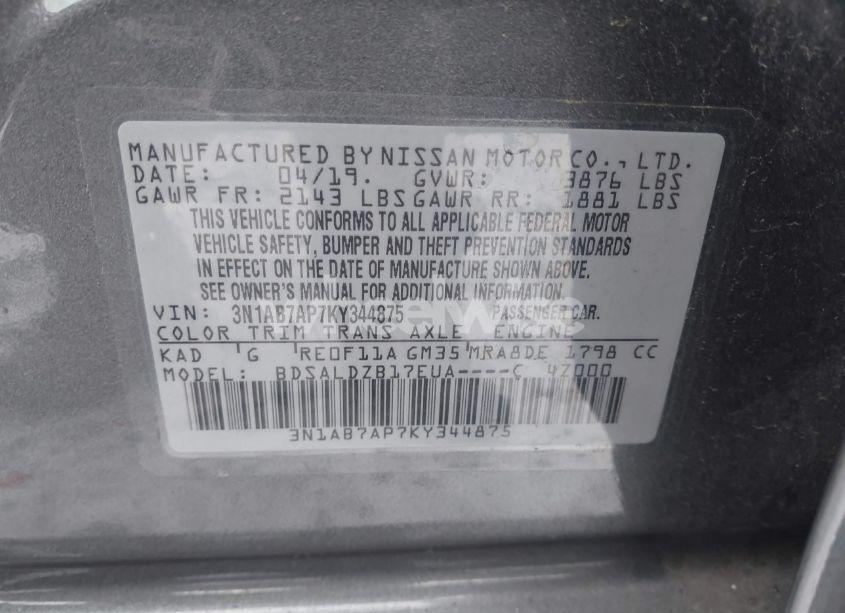 MANUFACTURED BY NISSAN MOTOR CO., LTD.
DATE: 04/19. GVWR: 3876 LBS
GAWR FR: 2143 LBS GAWR RR: 1881 LBS
THIS VEHICLE CONFORMS TO ALL APPLICABLE FEDERAL MOTOR
VEHICLE SAFETY, BUMPER AND THEFT PREVENTION STANDARDS
IN EFFECT ON THE DATE OF MANUFACTURE SHOWN ABOVE.
SEE OWNER'S MANUAL FOR ADDITIONAL INFORMATION.
VIN: 3N1AB7AP7KY344875 PASSENGER CAR.
COLOR TRIM TRANS AXLE ENGINE
KAD G RE0F11A GM35 MRA8DE 1798 CC
MODEL: BDSALDZB17EUA----C 4Z000
3N1AB7AP7KY344875